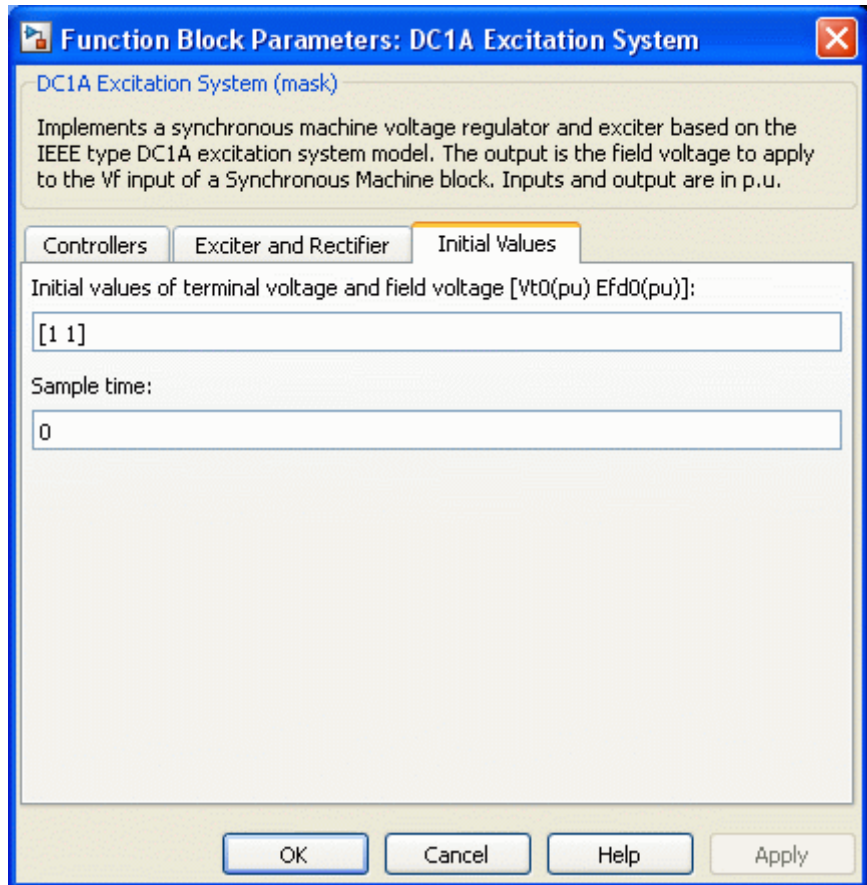 Function Block Parameters: DC1A Excitation System
DC1A Excitation System (mask)
Implements a synchronous machine voltage regulator and exciter based on the
IEEE type DC1A excitation system model. The output is the field voltage to apply
to the Vf input of a Synchronous Machine block. Inputs and output are in p.u.
Controllers Exciter and Rectifier Initial Values
Initial values of terminal voltage and field voltage [Vt0(pu) Efd0(pu)]:
[1 1]
Sample time:
0
OK Cancel Help Apply